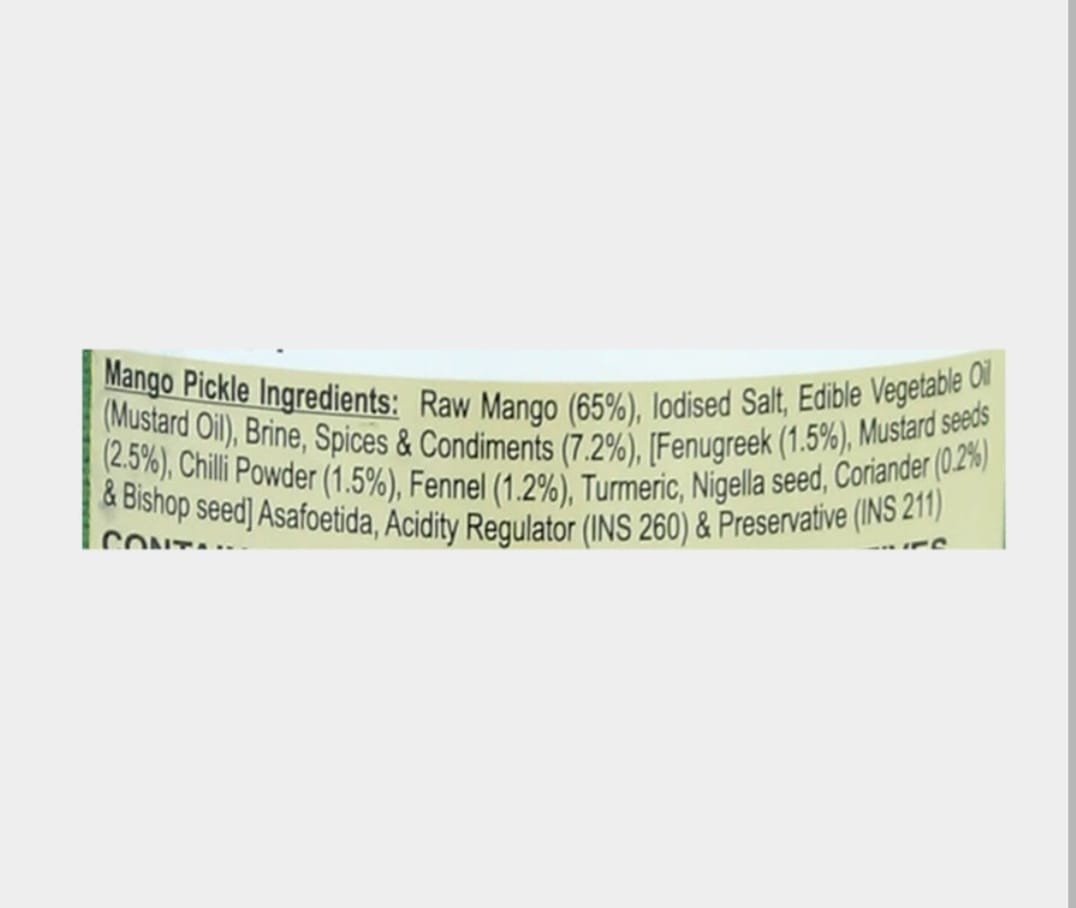 Mango Pickle Ingredients: Raw Mango (65%), Iodised Salt, Edible Vegetable Oil
(Mustard Oil), Brine, Spices & Condiments (7.2%), [Fenugreek (1.5%), Mustard seeds
(2.5%), Chilli Powder (1.5%), Fennel (1.2%), Turmeric, Nigella seed, Coriander (0.2%)
& Bishop seed] Asafoetida, Acidity Regulator (INS 260) & Preservative (INS 211)